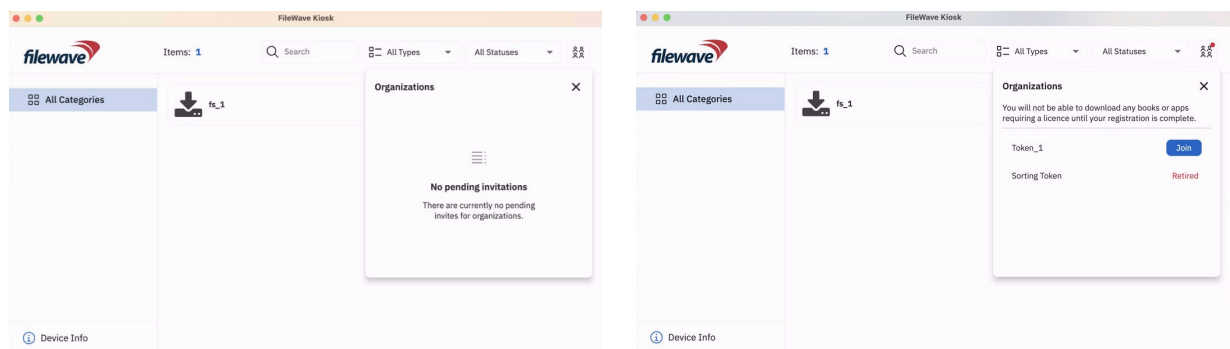 FileWave Kiosk
filewave
Items: 1
Search
All Types
All Statuses
All Categories
fs_1
Organizations
No pending invitations
There are currently no pending
invites for organizations.
Device Info
FileWave Kiosk
filewave
Items: 1
Search
All Types
All Statuses
All Categories
fs_1
Organizations
You will not be able to download any books or apps
requiring a licence until your registration is complete.
Token_1
Join
Sorting Token
Retired
Device Info